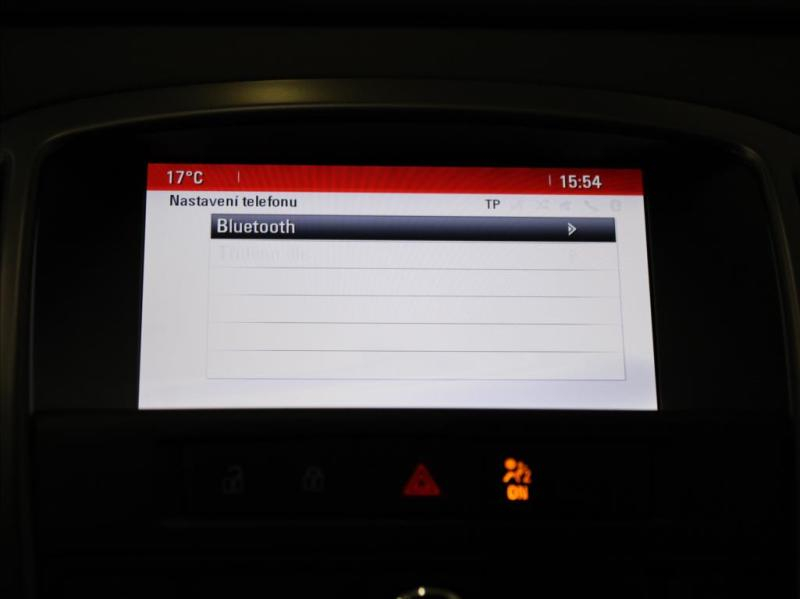 17°C 15:54
Nastavení telefonu TP
Bluetooth
ON